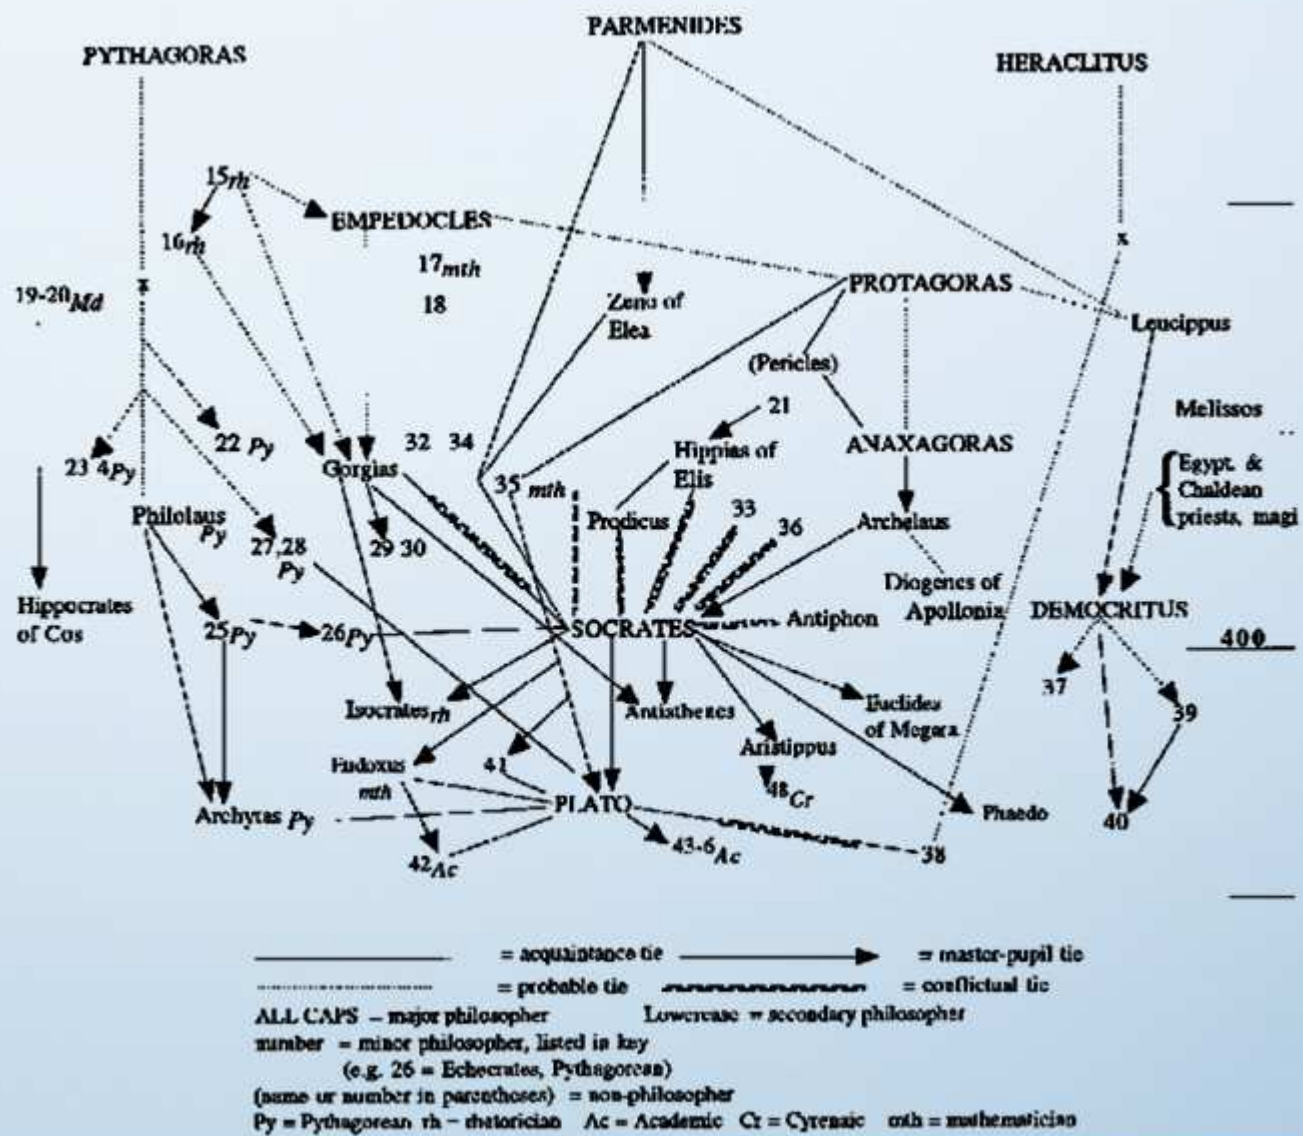 PARMENIDES
PYTHAGORAS
HERACLITUS
15rh
EMPEDOCLES
16rh
17mth
18
19-20Md
Zeno of
Elea
PROTAGORAS
Leucippus
(Pericles)
21
Melissos
22 Py
32 34
Hippias of
Elis
ANAXAGORAS
23 4Py
Gorgias
35 mth
Egypt. &
Chaldean
priests, magi
Philolaus
Py
27,28
Py
29 30
Prodicus
33
36
Archelaus
Hippocrates
of Cos
Diogenes of
Apollonia
DEMOCRITUS
25Py
26Py
SOCRATES
Antiphon
400
37
39
Isocrates rh
Antisthenes
Euclides
of Megara
Aristippus
Eudoxus
mth
41
48Cr
Archytas Py
PLATO
Phaedo
40
42Ac
43-6Ac
38
= acquaintance tie
= master-pupil tie
= probable tie
= conflictual tie
ALL CAPS = major philosopher Lowercase = secondary philosopher
number = minor philosopher, listed in key
(e.g. 26 = Echecrates, Pythagorean)
(name or number in parentheses) = non-philosopher
Py = Pythagorean rh = rhetorician Ac = Academic Cr = Cyrenaic mth = mathematician